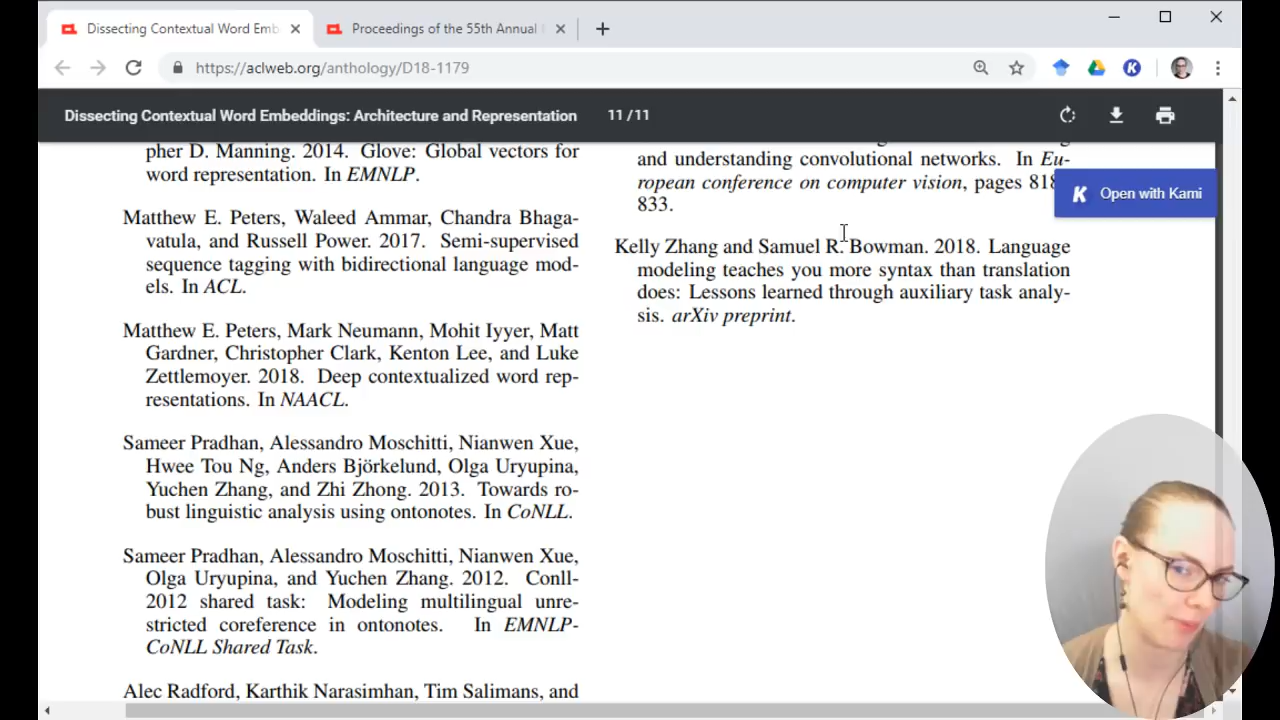 Dissecting Contextual Word Emb
Proceedings of the 55th Annual
https://aclweb.org/anthology/D18-1179
Dissecting Contextual Word Embeddings: Architecture and Representation 11 / 11
pher D. Manning. 2014. Glove: Global vectors for
word representation. In EMNLP.
Matthew E. Peters, Waleed Ammar, Chandra Bhaga-
vatula, and Russell Power. 2017. Semi-supervised
sequence tagging with bidirectional language mod-
els. In ACL.
Matthew E. Peters, Mark Neumann, Mohit Iyyer, Matt
Gardner, Christopher Clark, Kenton Lee, and Luke
Zettlemoyer. 2018. Deep contextualized word rep-
resentations. In NAACL.
Sameer Pradhan, Alessandro Moschitti, Nianwen Xue,
Hwee Tou Ng, Anders Björkelund, Olga Uryupina,
Yuchen Zhang, and Zhi Zhong. 2013. Towards ro-
bust linguistic analysis using ontonotes. In CoNLL.
Sameer Pradhan, Alessandro Moschitti, Nianwen Xue,
Olga Uryupina, and Yuchen Zhang. 2012. Conll-
2012 shared task: Modeling multilingual unre-
stricted coreference in ontonotes. In EMNLP-
CoNLL Shared Task.
Alec Radford, Karthik Narasimhan, Tim Salimans, and
and understanding convolutional networks. In Eu-
ropean conference on computer vision, pages 818
833.
Kelly Zhang and Samuel R. Bowman. 2018. Language
modeling teaches you more syntax than translation
does: Lessons learned through auxiliary task analy-
sis. arXiv preprint.
K Open with Kami